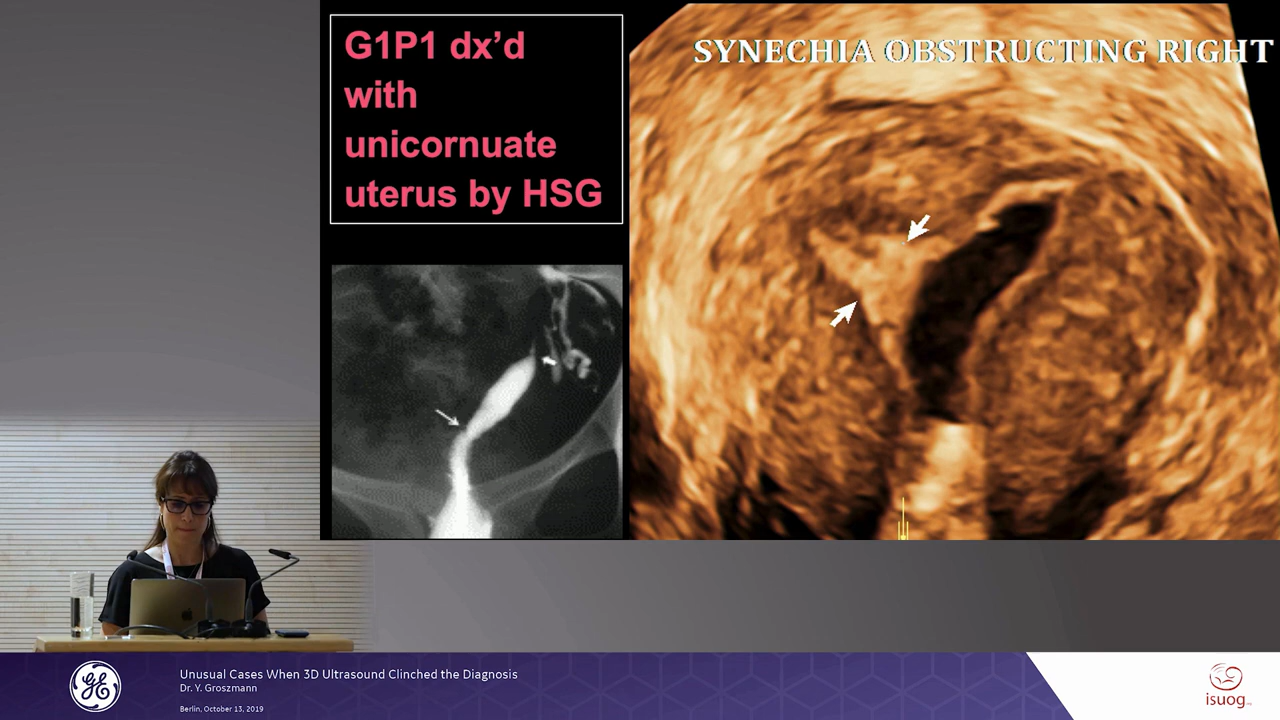 G1P1 dx’d
with
unicornuate
uterus by HSG
SYNECHIA OBSTRUCTING RIGHT
Unusual Cases When 3D Ultrasound Clinched the Diagnosis
Dr. Y. Groszmann
Berlin, October 13, 2019
GE
isuog